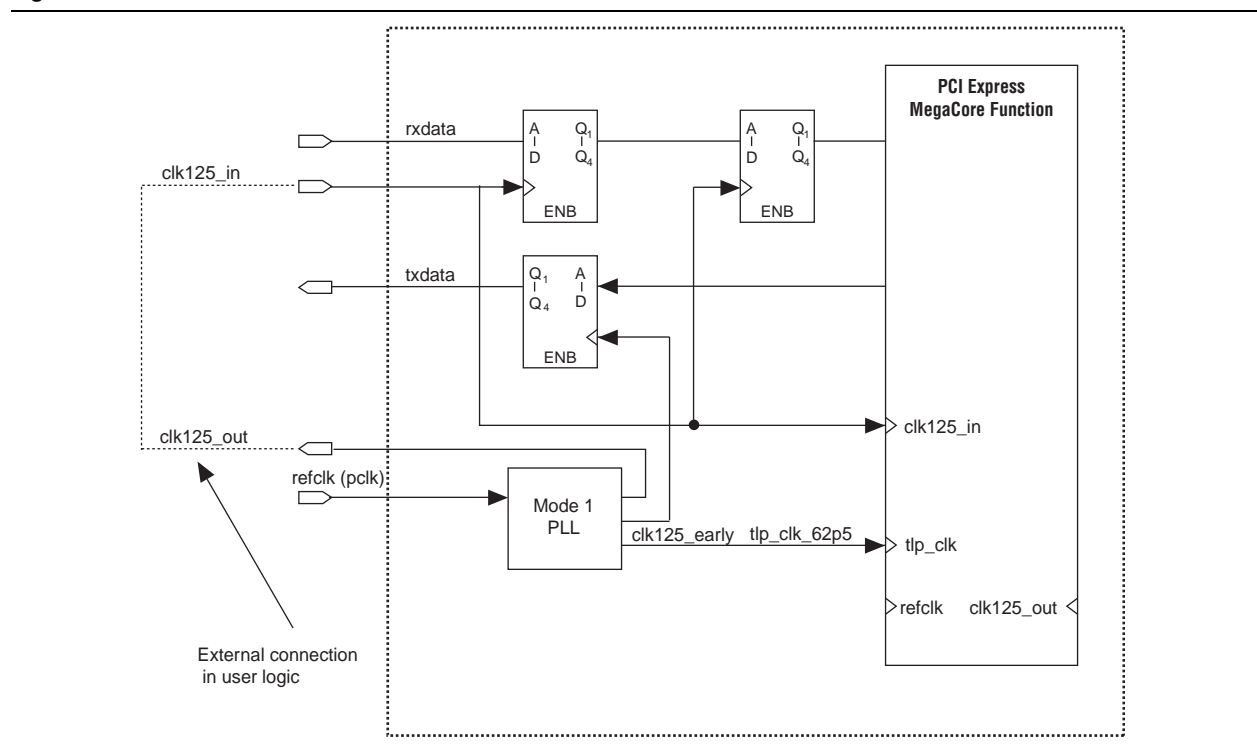 PCI Express
MegaCore Function
rxdata
A
D
Q1
Q4
ENB
A
D
Q1
Q4
ENB
clk125_in
txdata
Q1
Q4
A
D
ENB
clk125_in
clk125_out
refclk (pclk)
Mode 1
PLL
clk125_early
tlp_clk_62p5
tlp_clk
refclk
clk125_out
External connection
in user logic